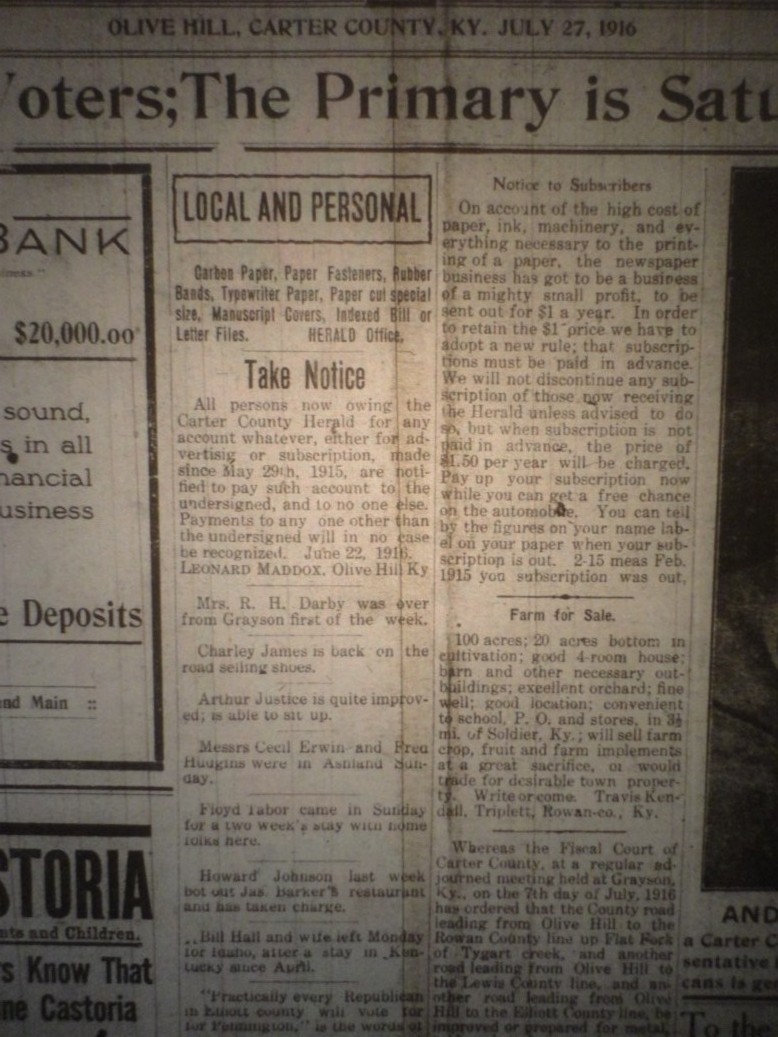 OLIVE HILL, CARTER COUNTY, KY. JULY 27, 1916
oters;The Primary is Satu
BANK
$20,000.00
sound,
s in all
nancial
usiness
e Deposits
nd Main ::
STORIA
nts and Children.
s Know That
ne Castoria
LOCAL AND PERSONAL
Carbon Paper, Paper Fasteners, Rubber
Bands, Typewriter Paper, Paper cut special
size, Manuscript Covers, Indexed Bill or
Letter Files. HERALD Office,
Take Notice
All persons now owing the
Carter County Herald for any
account whatever, either for ad-
vertisig or subscription, made
since May 29th, 1915, are noti-
fied to pay such account to the
undersigned, and to no one else.
Payments to any one other than
the undersigned will in no case
be recognized. June 22, 1916.
LEONARD MADDOX, Olive Hill Ky
Mrs. R. H. Darby was over
from Grayson first of the week.
Charley James is back on the
road selling shoes.
Arthur Justice is quite improv-
ed; is able to sit up.
Messrs Cecil Erwin and Fred
Hudgins were in Ashland Sun-
day.
Floyd Tabor came in Sunday
for a two week's stay with home
folks here.
Howard Johnson last week
bot out Jas. Barker's restaurant
and has taken charge.
..Bill Hall and wife left Monday
for Idaho, after a stay in Ken-
tucky since April.
"Practically every Republican
in Elliott county will vote for
for Pennington," is the words of
Notice to Subscribers
On account of the high cost of
paper, ink, machinery, and ev-
erything necessary to the print-
ing of a paper, the newspaper
business has got to be a business
of a mighty small profit, to be
sent out for $1 a year. In order
to retain the $1 price we have to
adopt a new rule; that subscrip-
tions must be paid in advance.
We will not discontinue any sub-
scription of those now receiving
the Herald unless advised to do
so, but when subscription is not
paid in advance, the price of
$1.50 per year will be charged.
Pay up your subscription now
while you can get a free chance
on the automobile. You can tell
by the figures on your name lab-
el on your paper when your sub-
scription is out. 2-15 meas Feb.
1915 you subscription was out.
Farm for Sale.
100 acres; 20 acres bottom in
cultivation; good 4-room house;
barn and other necessary out-
buildings; excellent orchard; fine
well; good location; convenient
to school, P. O. and stores, in 3½
mi. of Soldier, Ky.; will sell farm
crop, fruit and farm implements
at a great sacrifice, or would
trade for desirable town proper-
ty. Write or come. Travis Ken-
dall, Triplett, Rowan-co., Ky.
Whereas the Fiscal Court of
Carter County, at a regular ad-
journed meeting held at Grayson,
Ky., on the 7th day of July, 1916
has ordered that the County road
leading from Olive Hill to the
Rowan County line up Flat Fork
of Tygart creek, and another
road leading from Olive Hill to
the Lewis County line, and an-
other road leading from Olive
Hill to the Elliott County line, be
improved or prepared for metal,
AND
a Carter C
sentative
cans is ge
To the